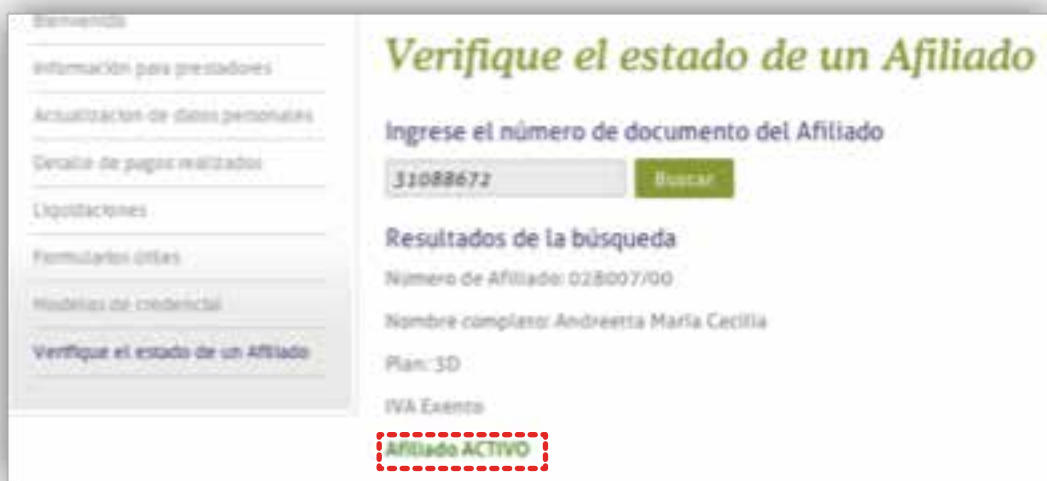 Bienvenido
Información para prestadores
Actualización de datos personales
Detalle de pagos realizados
Liquidaciones
Formularios útiles
Modelos de credencial
Verifique el estado de un Afiliado
Verifique el estado de un Afiliado
Ingrese el número de documento del Afiliado
31088672
Buscar
Resultados de la búsqueda
Número de Afiliado: 028007/00
Nombre completo: Andreetta María Cecilia
Plan: 3D
IVA Exento
Afiliado ACTIVO